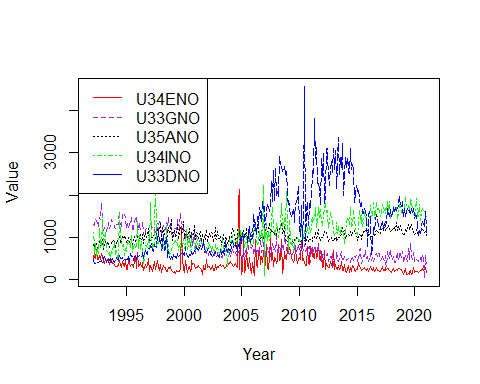 U34ENO
U33GNO
U35ANO
U34INO
U33DNO
Value
0
1000
3000
1995
2000
2005
2010
2015
2020
Year